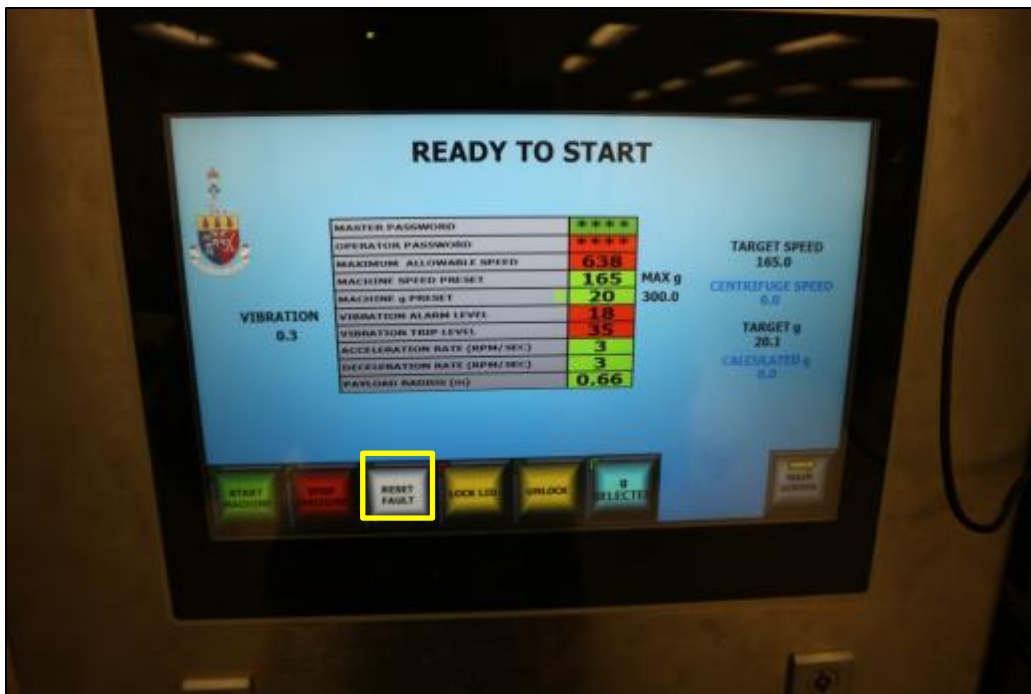 READY TO START
MASTER PASSWORD ****
OPERATOR PASSWORD ****
MAXIMUM ALLOWABLE SPEED 638
MACHINE SPEED PRESET 165
MACHINE g PRESET 20
VIBRATION ALARM LEVEL 18
VIBRATION TRIP LEVEL 35
ACCELERATION RATE (RPM/SEC) 3
DECELERATION RATE (RPM/SEC) 3
PAYLOAD RADIUS (m) 0.66
MAX g
300.0
VIBRATION
0.3
TARGET SPEED
165.0
CENTRIFUGE SPEED
0.0
TARGET g
20.1
CALCULATED g
0.0
START
MACHINE
STOP
MACHINE
RESET
FAULT
LOCK LID
UNLOCK
g
SELECTED
MAIN
SCREEN